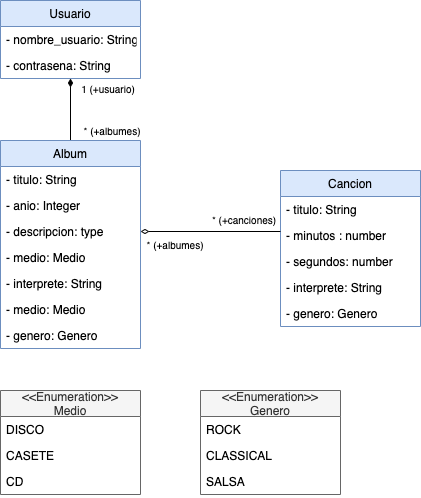 Usuario
- nombre_usuario: String
- contrasena: String
1 (+usuario)
* (+albumes)
Album
- titulo: String
- anio: Integer
- descripcion: type
- medio: Medio
- interprete: String
- medio: Medio
- genero: Genero
* (+canciones)
* (+albumes)
Cancion
- titulo: String
- minutos : number
- segundos: number
- interprete: String
- genero: Genero
<<Enumeration>>
Medio
DISCO
CASETE
CD
<<Enumeration>>
Genero
ROCK
CLASSICAL
SALSA